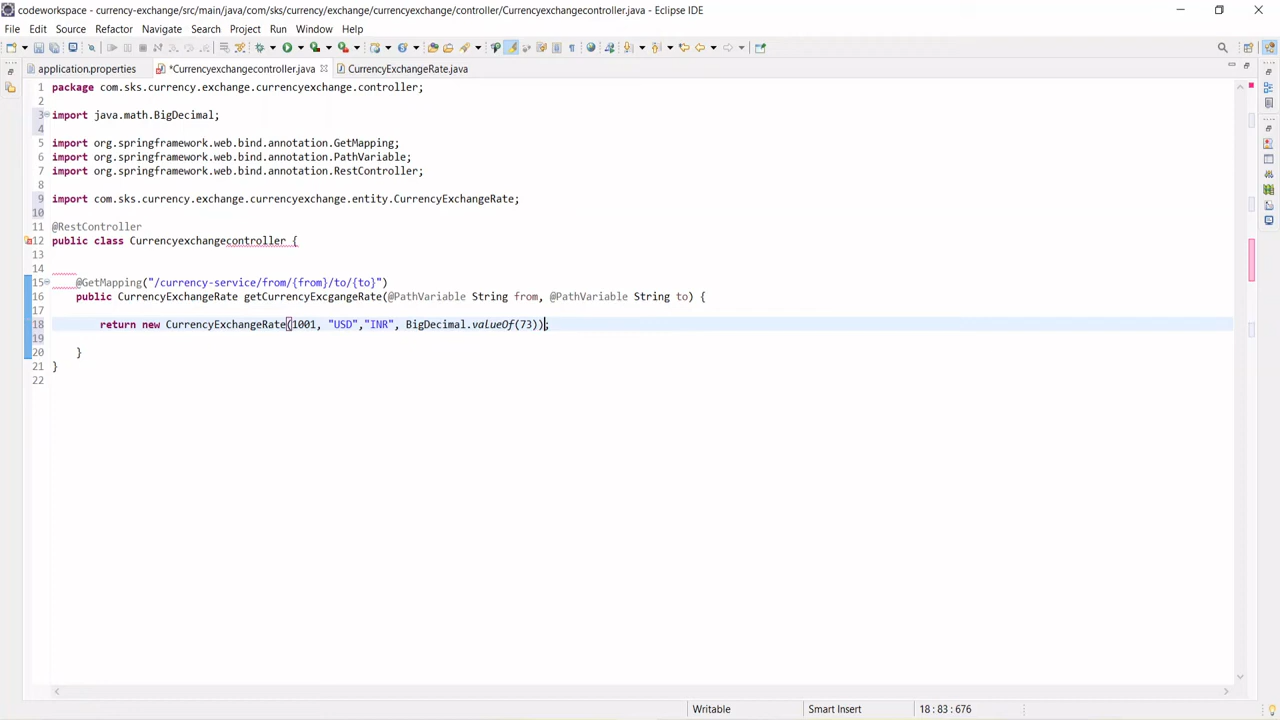 codeworkspace - currency-exchange/src/main/java/com/sks/currency/exchange/currencyexchange/controller/Currencyexchangecontroller.java - Eclipse IDE
File Edit Source Refactor Navigate Search Project Run Window Help
application.properties *Currencyexchangecontroller.java CurrencyExchangeRate.java
1 package com.sks.currency.exchange.currencyexchange.controller;
2
3 import java.math.BigDecimal;
4
5 import org.springframework.web.bind.annotation.GetMapping;
6 import org.springframework.web.bind.annotation.PathVariable;
7 import org.springframework.web.bind.annotation.RestController;
8
9 import com.sks.currency.exchange.currencyexchange.entity.CurrencyExchangeRate;
10
11 @RestController
12 public class Currencyexchangecontroller {
13
14
15 @GetMapping("/currency-service/from/{from}/to/{to}")
16 public CurrencyExchangeRate getCurrencyExcgangeRate(@PathVariable String from, @PathVariable String to) {
17
18 return new CurrencyExchangeRate(1001, "USD","INR", BigDecimal.valueOf(73));
19
20 }
21 }
22
Writable Smart Insert 18 : 83 : 676